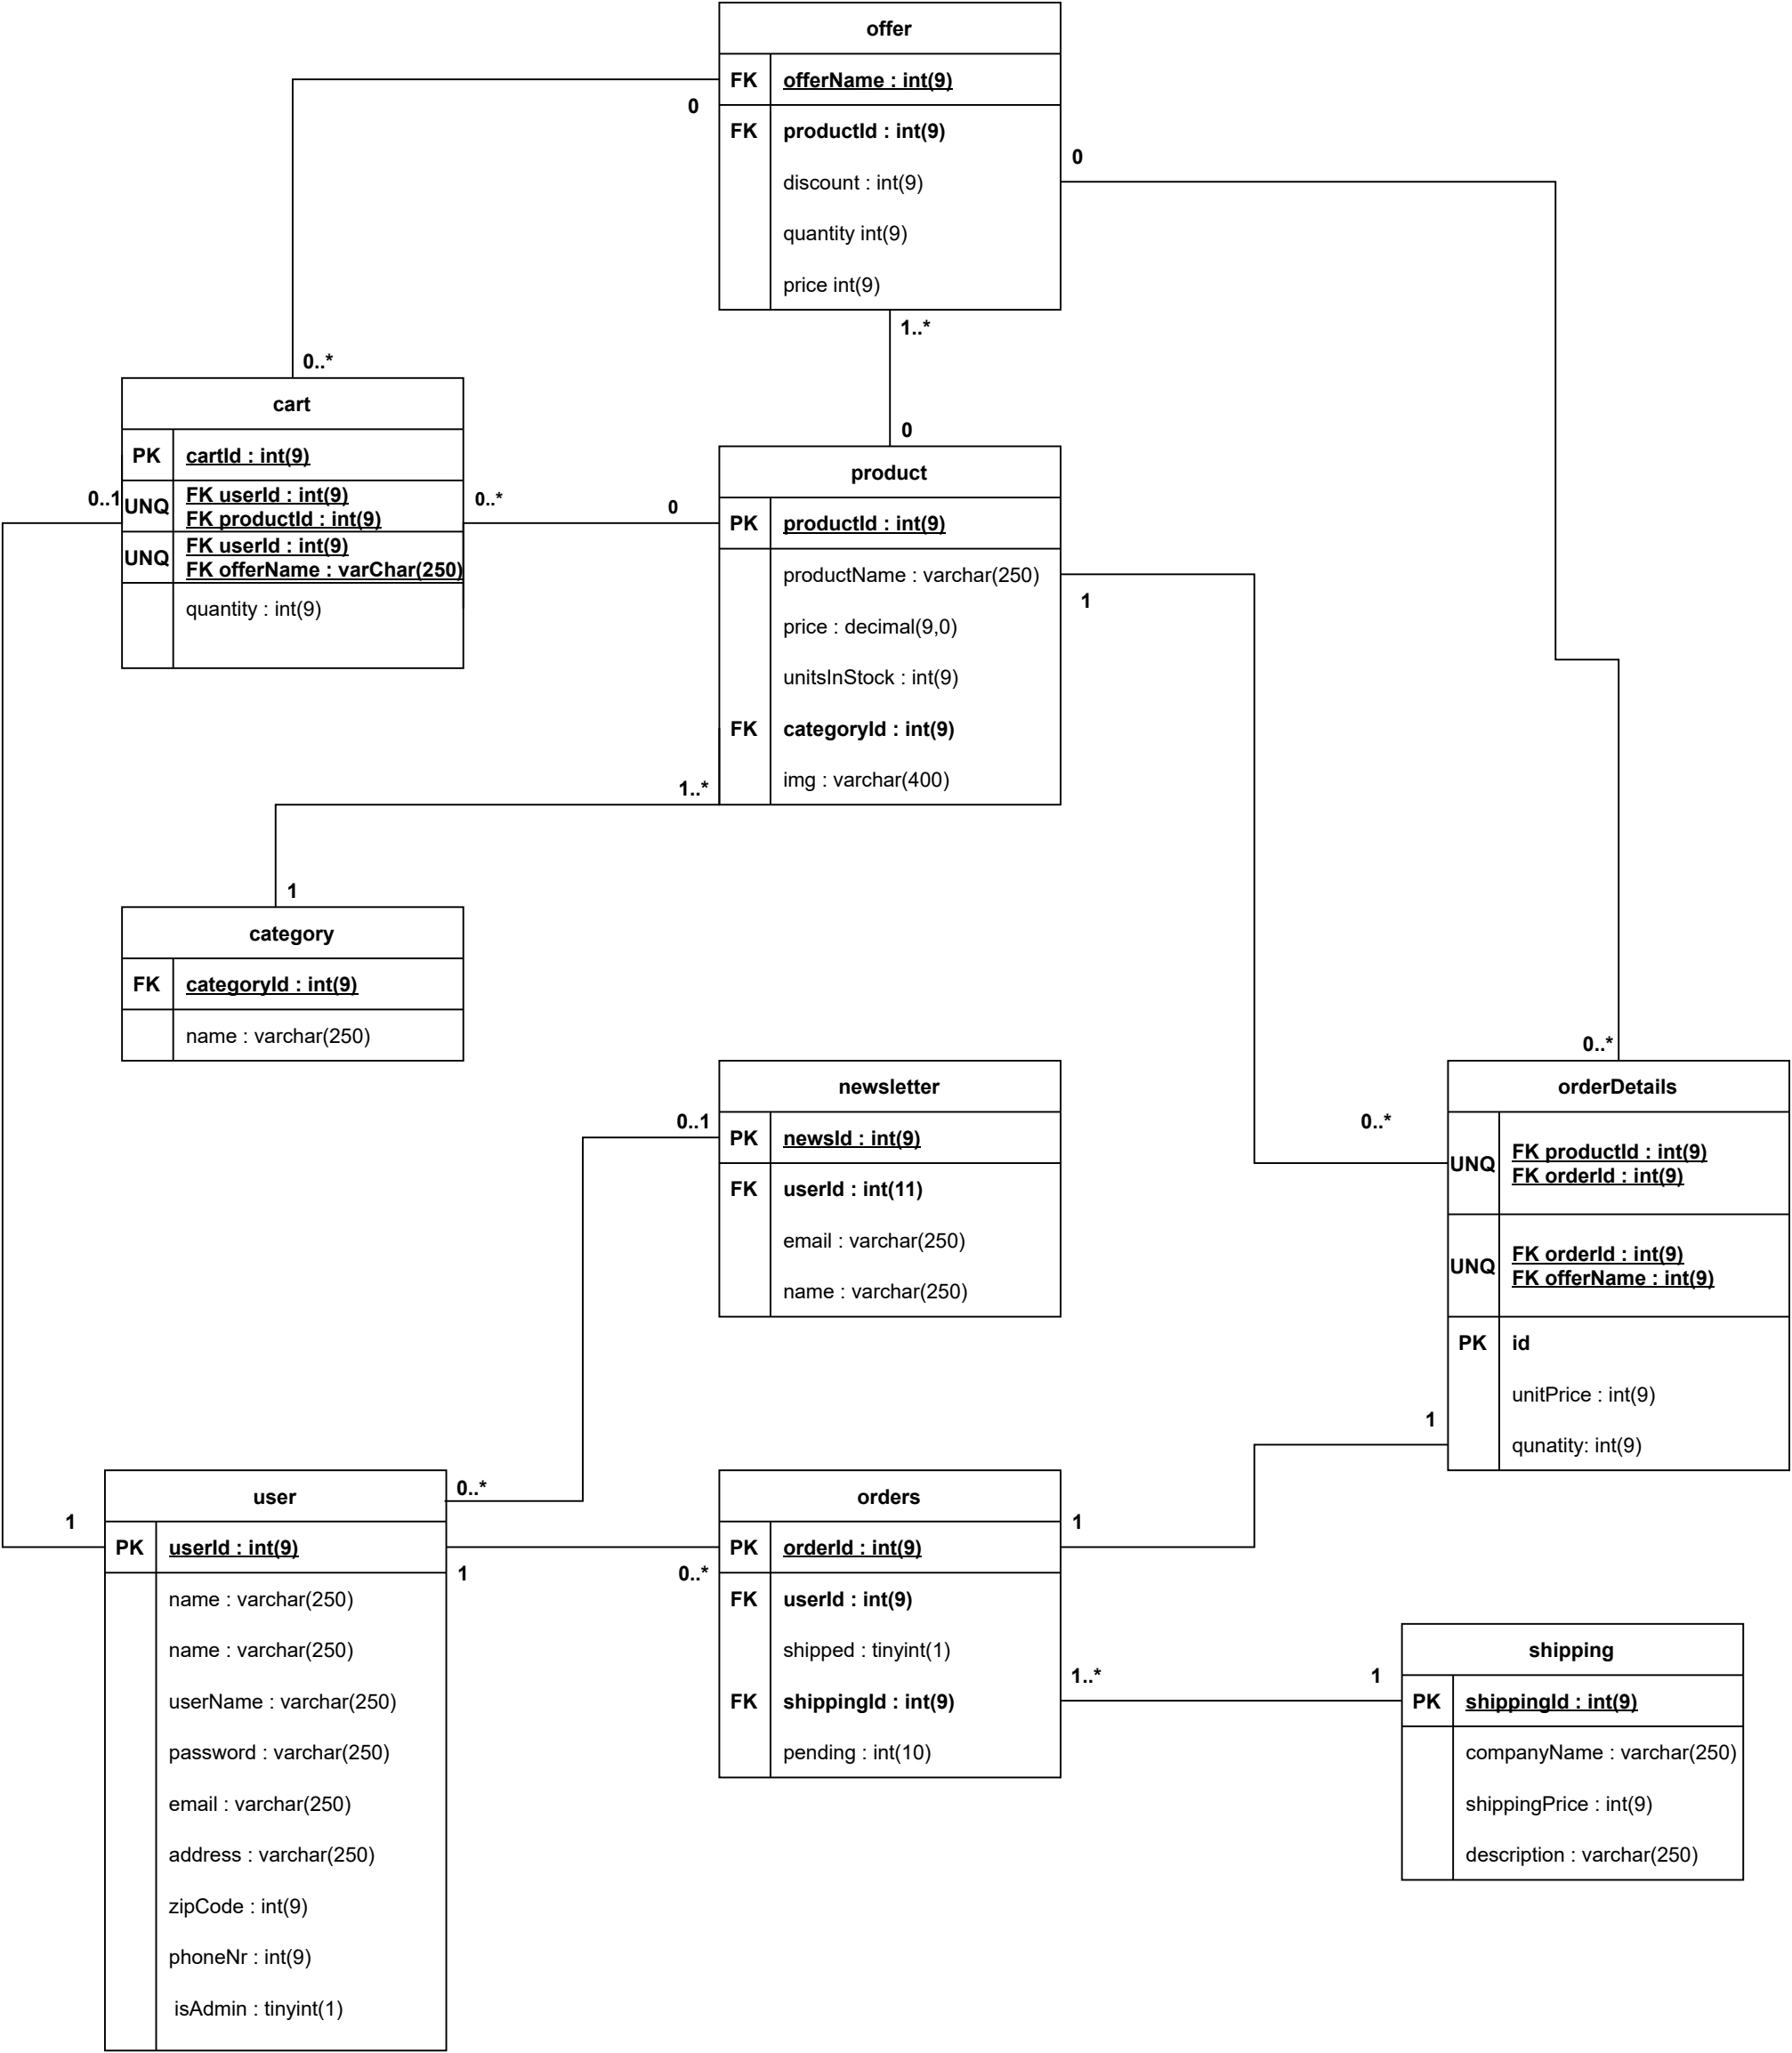 offer
FK offerName : int(9)
FK productId : int(9)
discount : int(9)
quantity int(9)
price int(9)
0
0
1..*
0..*
cart
PK cartId : int(9)
UNQ FK userId : int(9)
FK productId : int(9)
UNQ FK userId : int(9)
FK offerName : varChar(250)
quantity : int(9)
0..1
0..*
0
0
product
PK productId : int(9)
productName : varchar(250)
price : decimal(9,0)
unitsInStock : int(9)
FK categoryId : int(9)
img : varchar(400)
1
1..*
1
category
FK categoryId : int(9)
name : varchar(250)
newsletter
PK newsId : int(9)
FK userId : int(11)
email : varchar(250)
name : varchar(250)
0..1
0..*
0..*
orderDetails
UNQ FK productId : int(9)
FK orderId : int(9)
UNQ FK orderId : int(9)
FK offerName : int(9)
PK id
unitPrice : int(9)
qunatity: int(9)
1
user
PK userId : int(9)
name : varchar(250)
name : varchar(250)
userName : varchar(250)
password : varchar(250)
email : varchar(250)
address : varchar(250)
zipCode : int(9)
phoneNr : int(9)
isAdmin : tinyint(1)
1
0..*
1
0..*
orders
PK orderId : int(9)
FK userId : int(9)
shipped : tinyint(1)
FK shippingId : int(9)
pending : int(10)
1
1..*
1
shipping
PK shippingId : int(9)
companyName : varchar(250)
shippingPrice : int(9)
description : varchar(250)